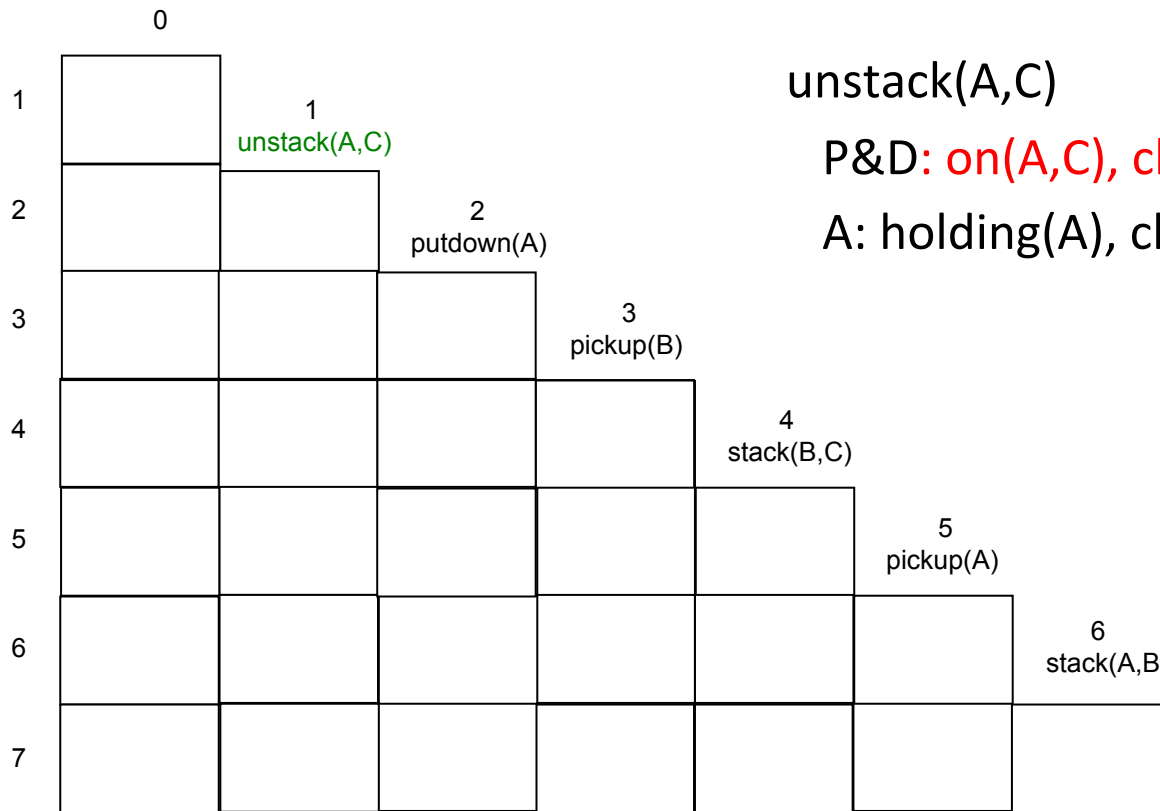 0
1
1
unstack(A,C)
2
2
putdown(A)
3
3
pickup(B)
4
4
stack(B,C)
5
5
pickup(A)
6
6
stack(A,B
7
unstack(A,C)
P&D: on(A,C),
A: holding(A),